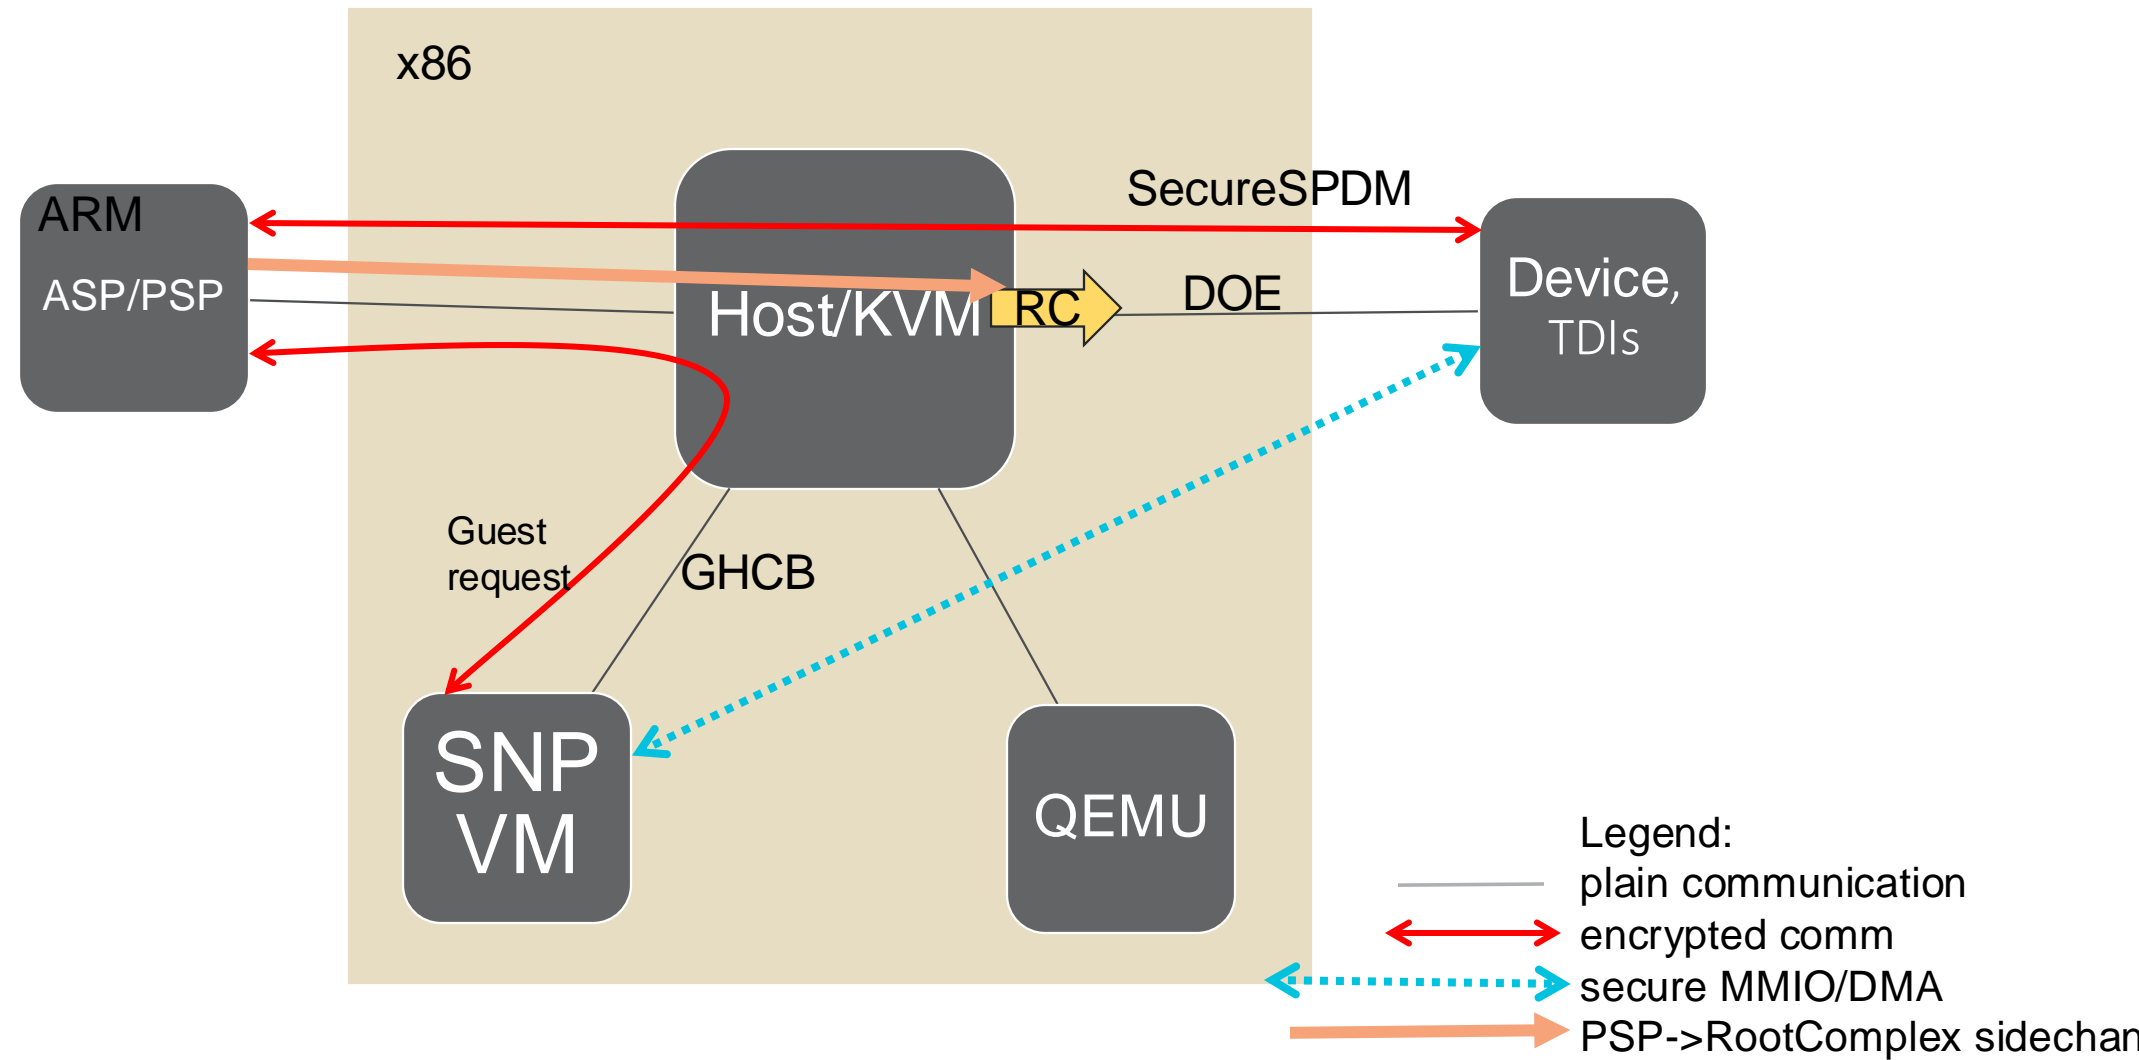 x86
ARM
ASP/PSP
Host/KVM
RC
SecureSPDM
DOE
Device,
TDIs
Guest
request
GHCB
SNP
VM
QEMU
Legend:
plain communication
encrypted comm
secure MMIO/DMA
PSP->RootComplex sidechan